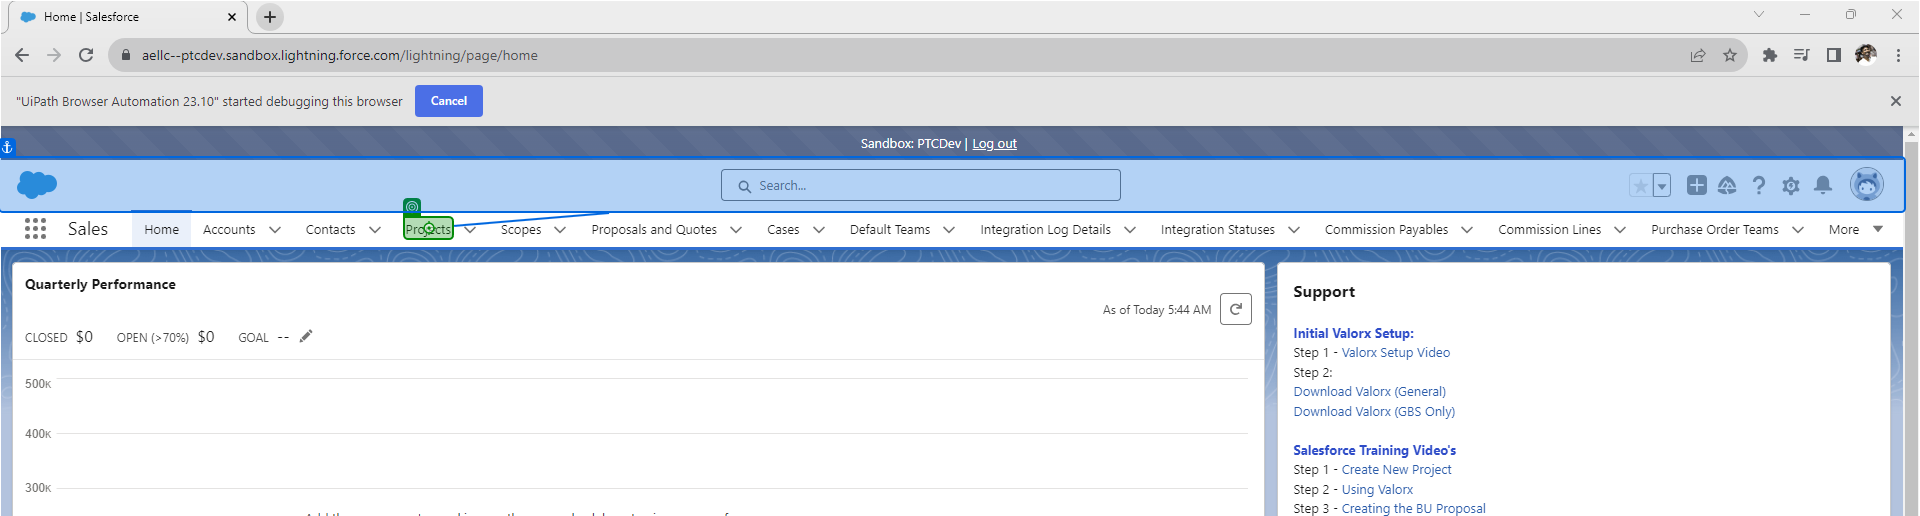 Home | Salesforce
aellc--ptcdev.sandbox.lightning.force.com/lightning/page/home
"UiPath Browser Automation 23.10" started debugging this browser Cancel
Sandbox: PTCDev | Log out
Search...
Sales Home Accounts Contacts Projects Scopes Proposals and Quotes Cases Default Teams Integration Log Details Integration Statuses Commission Payables Commission Lines Purchase Order Teams More
Quarterly Performance
As of Today 5:44 AM
CLOSED $0 OPEN (>70%) $0 GOAL --
500K
400K
300K
Support
Initial Valorx Setup:
Step 1 - Valorx Setup Video
Step 2:
Download Valorx (General)
Download Valorx (GBS Only)
Salesforce Training Video's
Step 1 - Create New Project
Step 2 - Using Valorx
Step 3 - Creating the BU Proposal